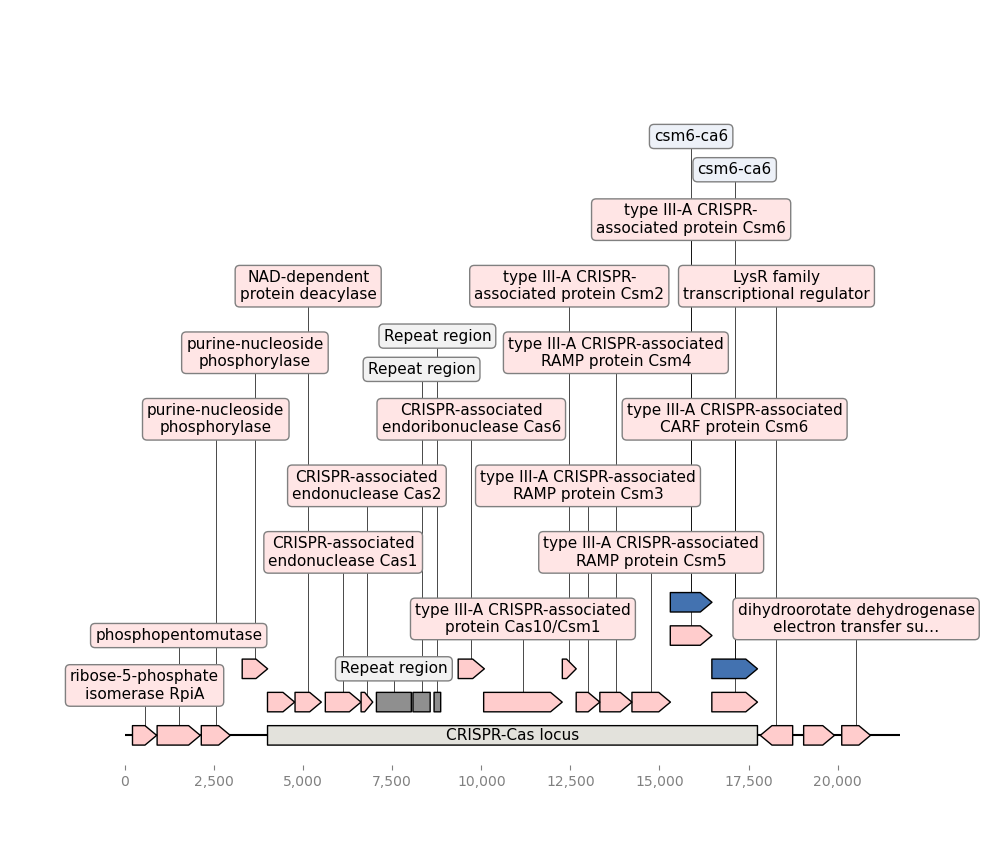 csm6-ca6
csm6-ca6
type III-A CRISPR-
associated protein Csm6
NAD-dependent
protein deacylase
type III-A CRISPR-
associated protein Csm2
LysR family
transcriptional regulator
Repeat region
purine-nucleoside
phosphorylase
type III-A CRISPR-associated
RAMP protein Csm4
Repeat region
purine-nucleoside
phosphorylase
CRISPR-associated
endoribonuclease Cas6
type III-A CRISPR-associated
CARF protein Csm6
CRISPR-associated
endonuclease Cas2
type III-A CRISPR-associated
RAMP protein Csm3
CRISPR-associated
endonuclease Cas1
type III-A CRISPR-associated
RAMP protein Csm5
type III-A CRISPR-associated
protein Cas10/Csm1
dihydroorotate dehydrogenase
electron transfer su...
phosphopentomutase
Repeat region
ribose-5-phosphate
isomerase RpiA
CRISPR-Cas locus
0 2,500 5,000 7,500 10,000 12,500 15,000 17,500 20,000